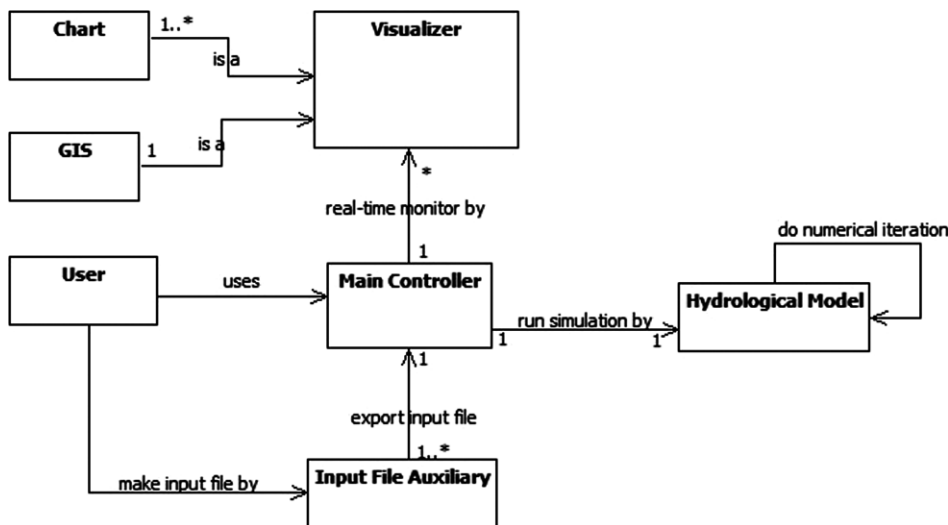 Chart
1..*
Visualizer
is a
GIS
1
is a
*
real-time monitor by
1
do numerical iteration
User
uses
Main Controller
Hydrological Model
run simulation by
1
1
1
export input file
1..*
make input file by
Input File Auxiliary